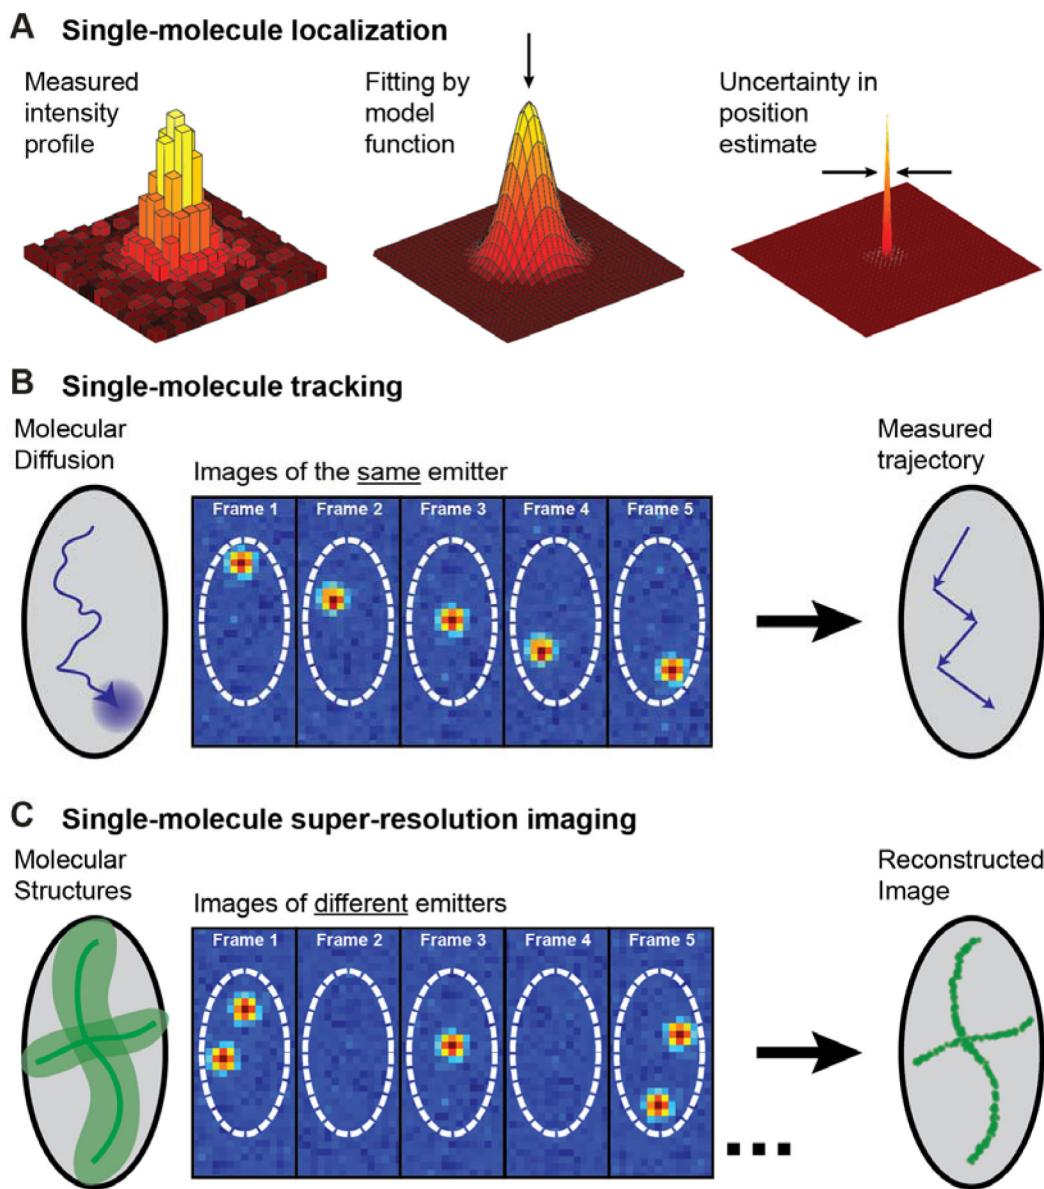 A Single-molecule localization
Measured
intensity
profile
Fitting by
model
function
Uncertainty in
position
estimate
B Single-molecule tracking
Molecular
Diffusion
Images of the same emitter
Frame 1 Frame 2 Frame 3 Frame 4 Frame 5
Measured
trajectory
C Single-molecule super-resolution imaging
Molecular
Structures
Images of different emitters
Frame 1 Frame 2 Frame 3 Frame 4 Frame 5
Reconstructed
Image